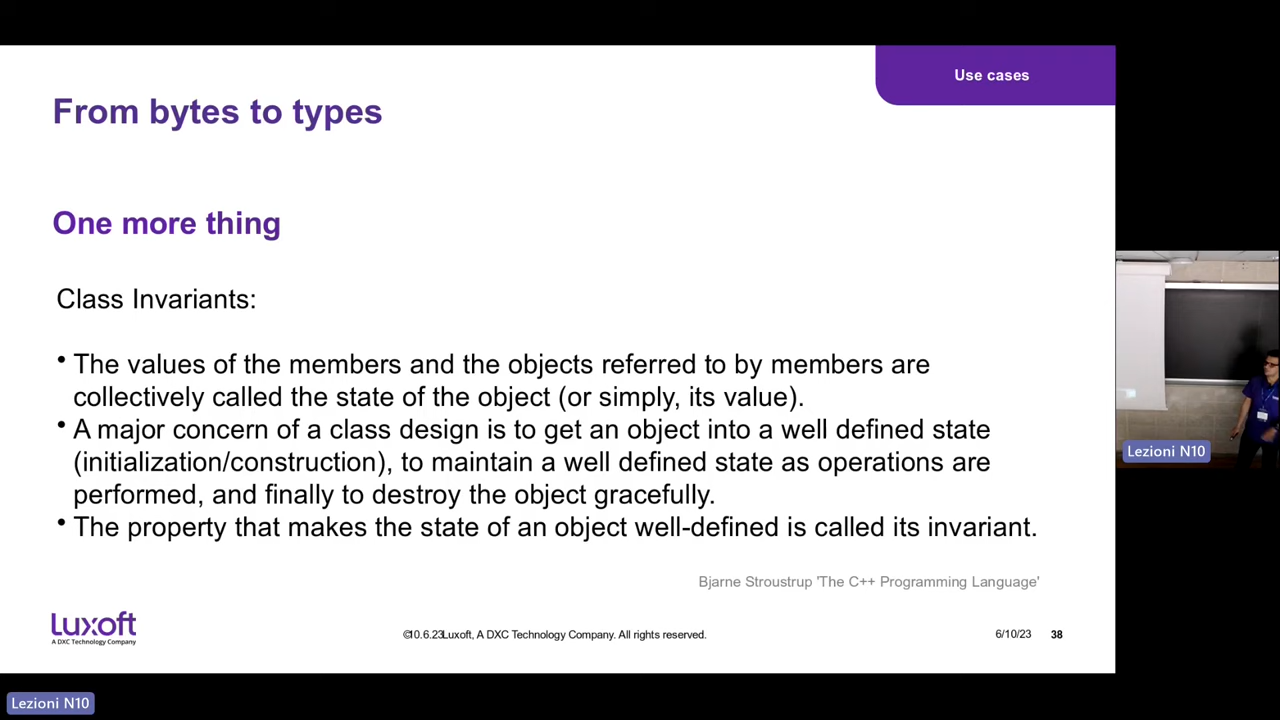 Use cases
From bytes to types
One more thing
Class Invariants:
• The values of the members and the objects referred to by members are
collectively called the state of the object (or simply, its value).
• A major concern of a class design is to get an object into a well defined state
(initialization/construction), to maintain a well defined state as operations are
performed, and finally to destroy the object gracefully.
• The property that makes the state of an object well-defined is called its invariant.
Bjarne Stroustrup 'The C++ Programming Language'
Luxoft
A DXC Technology Company
©10.6.23Luxoft, A DXC Technology Company. All rights reserved.
6/10/23 38
Lezioni N10
Lezioni N10